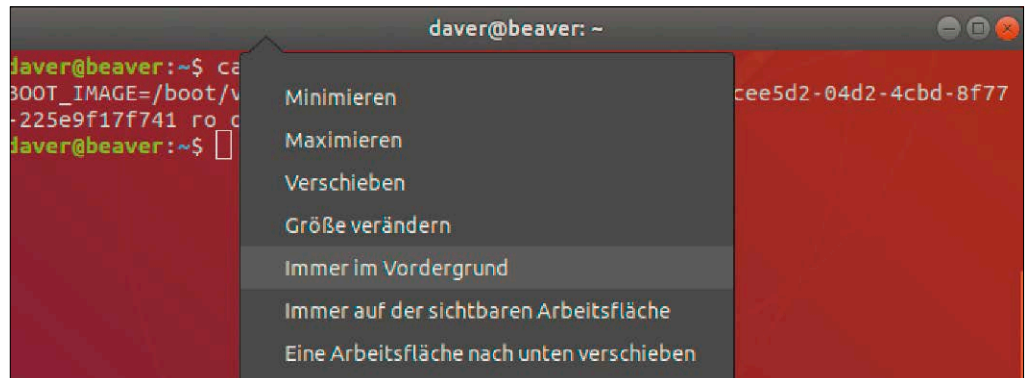 daver@beaver: ~
daver@beaver:~$ ca
BOOT_IMAGE=/boot/v cee5d2-04d2-4cbd-8f77
-225e9f17f741 ro
daver@beaver:~$
Minimieren
Maximieren
Verschieben
Größe verändern
Immer im Vordergrund
Immer auf der sichtbaren Arbeitsfläche
Eine Arbeitsfläche nach unten verschieben